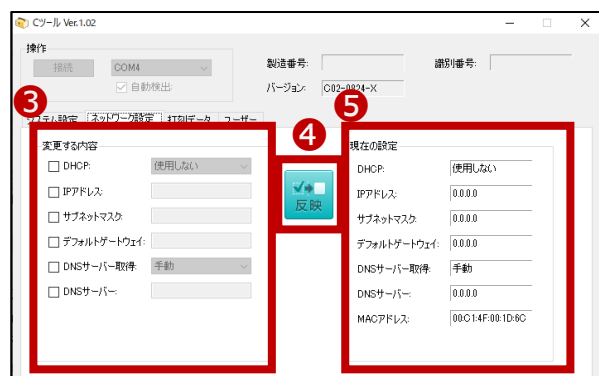 Cツール Ver.1.02
操作
接続 COM4
自動検出:
製造番号: 識別番号:
バージョン: C02-0824-X
3
システム設定 ネットワーク設定 打刻データ ユーザー
4
5
変更する内容
DHCP: 使用しない
IPアドレス:
サブネットマスク:
デフォルトゲートウェイ:
DNSサーバー取得: 手動
DNSサーバー:
反映
現在の設定
DHCP: 使用しない
IPアドレス: 0.0.0.0
サブネットマスク: 0.0.0.0
デフォルトゲートウェイ: 0.0.0.0
DNSサーバー取得: 手動
DNSサーバー: 0.0.0.0
MACアドレス: 00:C1:4F:00:1D:6C